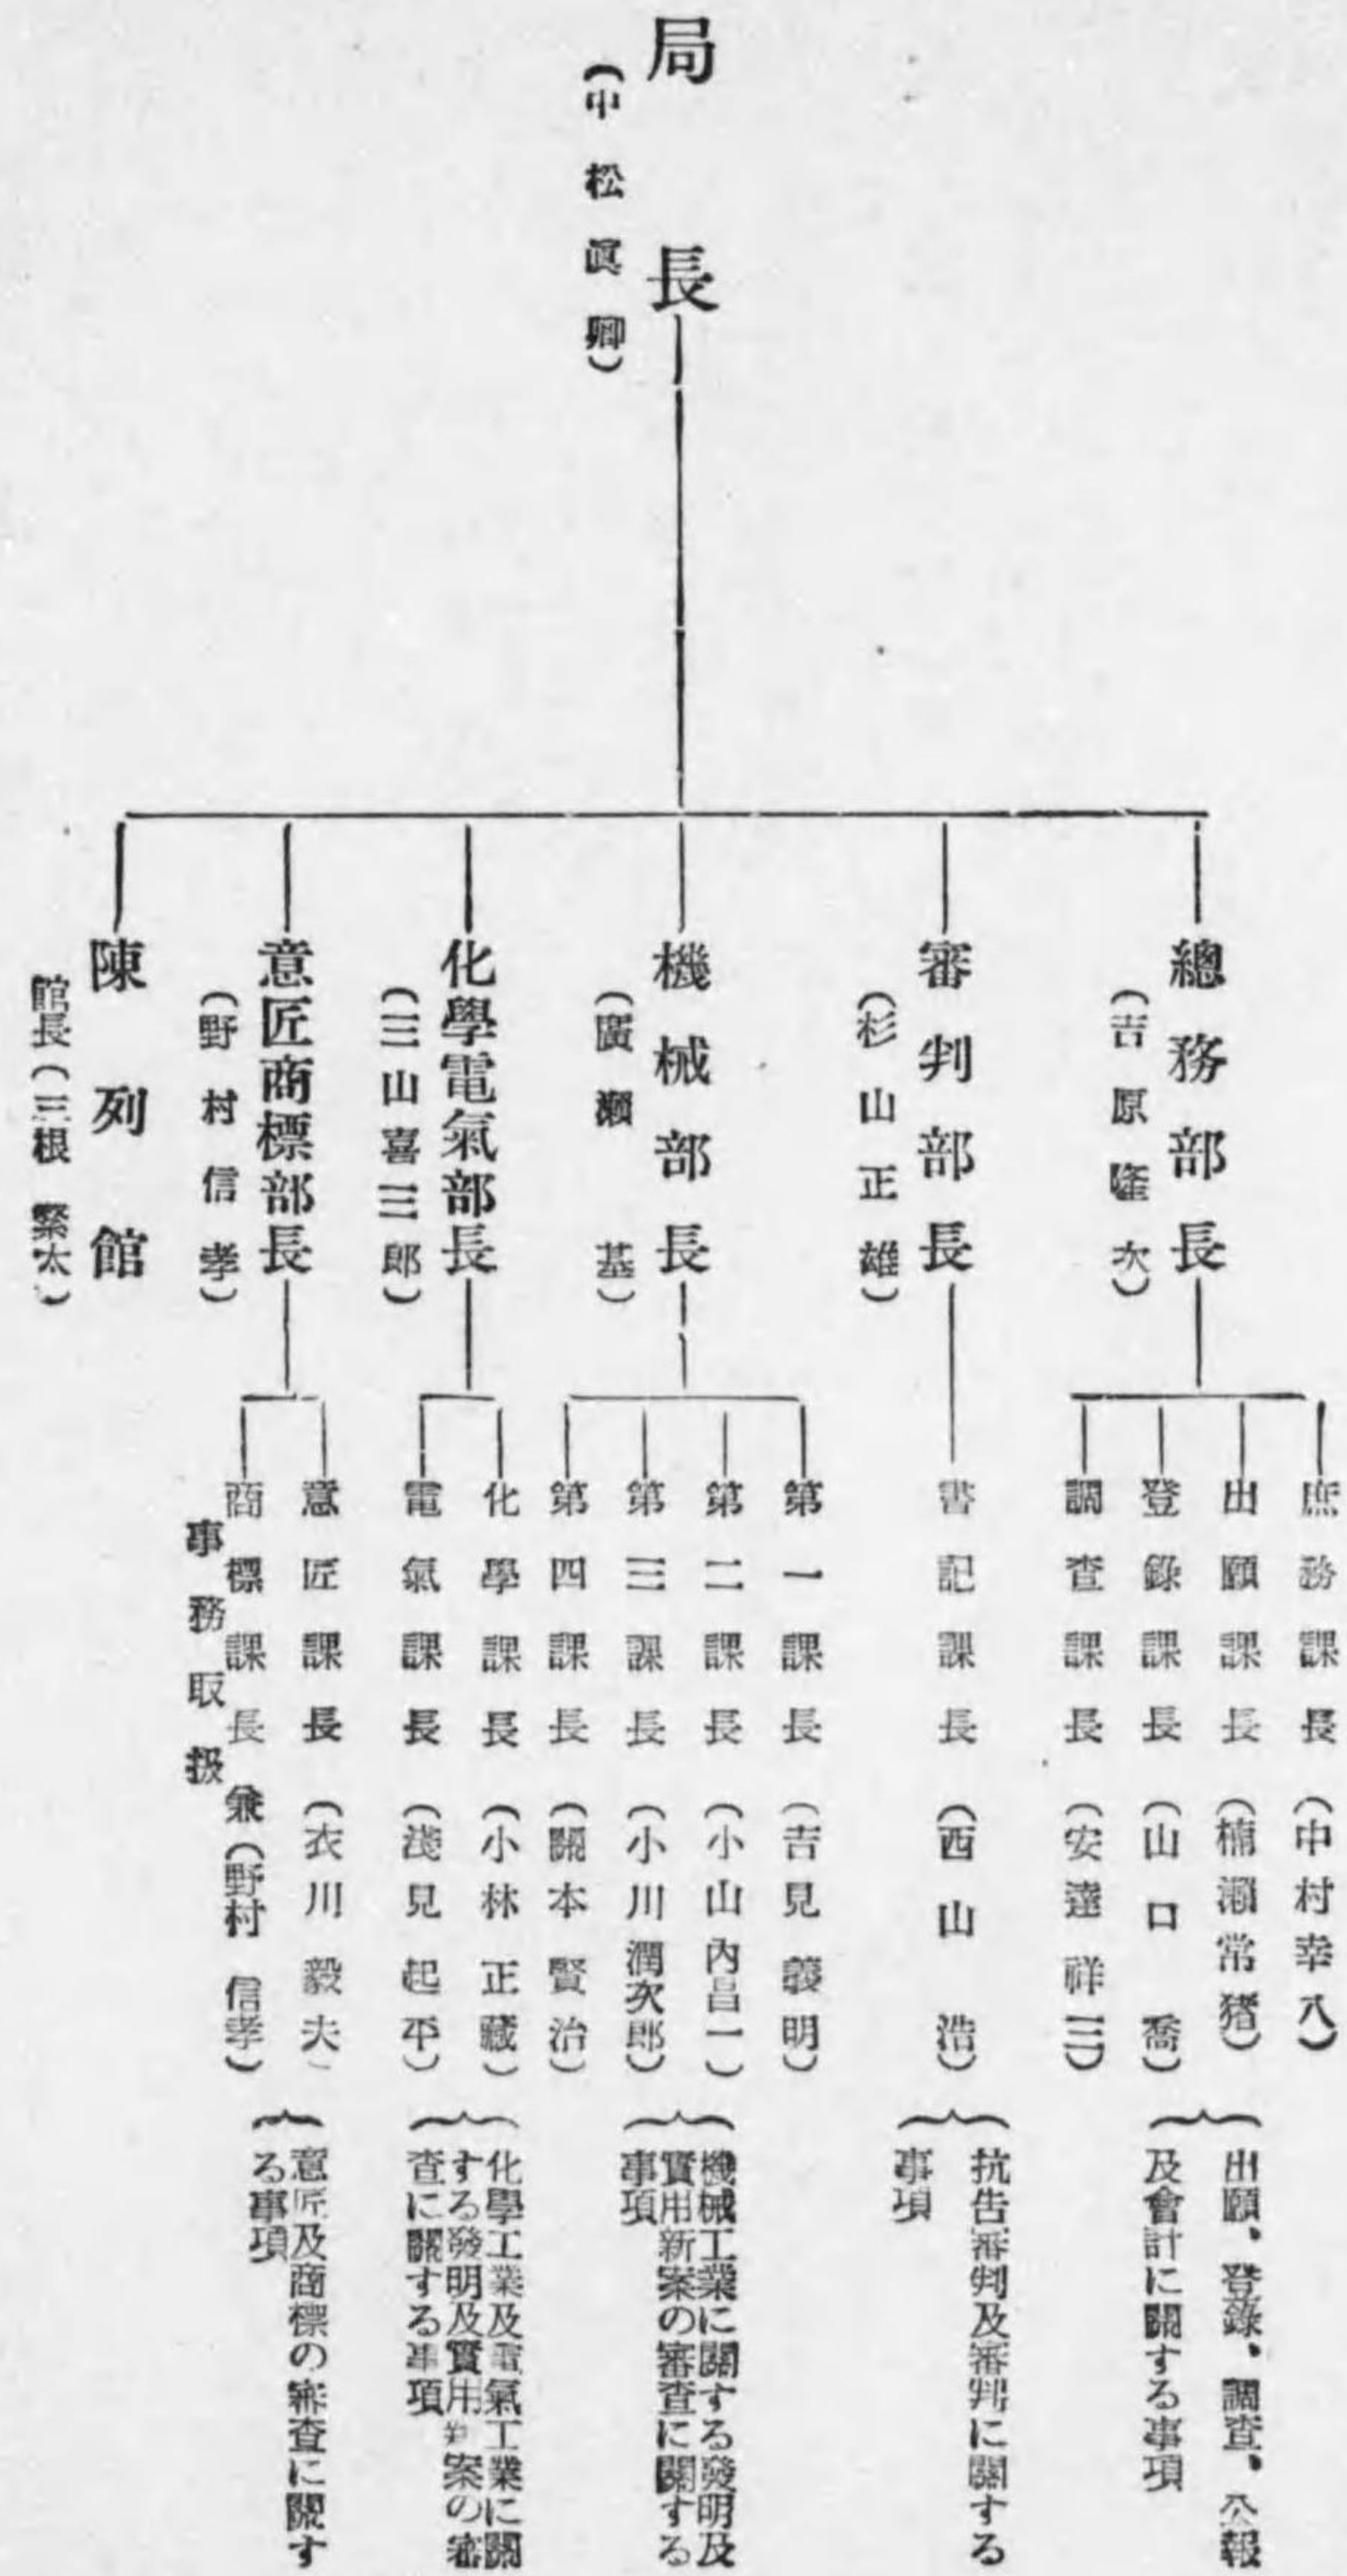 局長
(中松眞卿)
總務部長
(吉原隆次)
庶務課長(中村幸八)
出願課長(楠瀬常猪)
登錄課長(山口喬)
調査課長(安達祥三)
出願、登錄、調査、公報
及會計に關する事項
審判部長
(杉山正雄)
書記課長(西山浩)
抗告審判及審判に關する
事項
機械部長
(廣瀬基)
第一課長(吉見義明)
第二課長(小山內昌一)
第三課長(小川潤次郎)
第四課長(關本賢治)
機械工業に關する發明及
實用新案の審査に關する
事項
化學電氣部長
(三山喜三郎)
化學課長(小林正藏)
電氣課長(淺見起平)
化學工業及電氣工業に關
する發明及實用新案の審
査に關する事項
意匠商標部長
(野村信孝)
意匠課長(衣川毅夫)
商標課長兼(野村信孝)
事務取扱
意匠及商標の審査に關す
る事項
陳列館
館長(三根繁太)